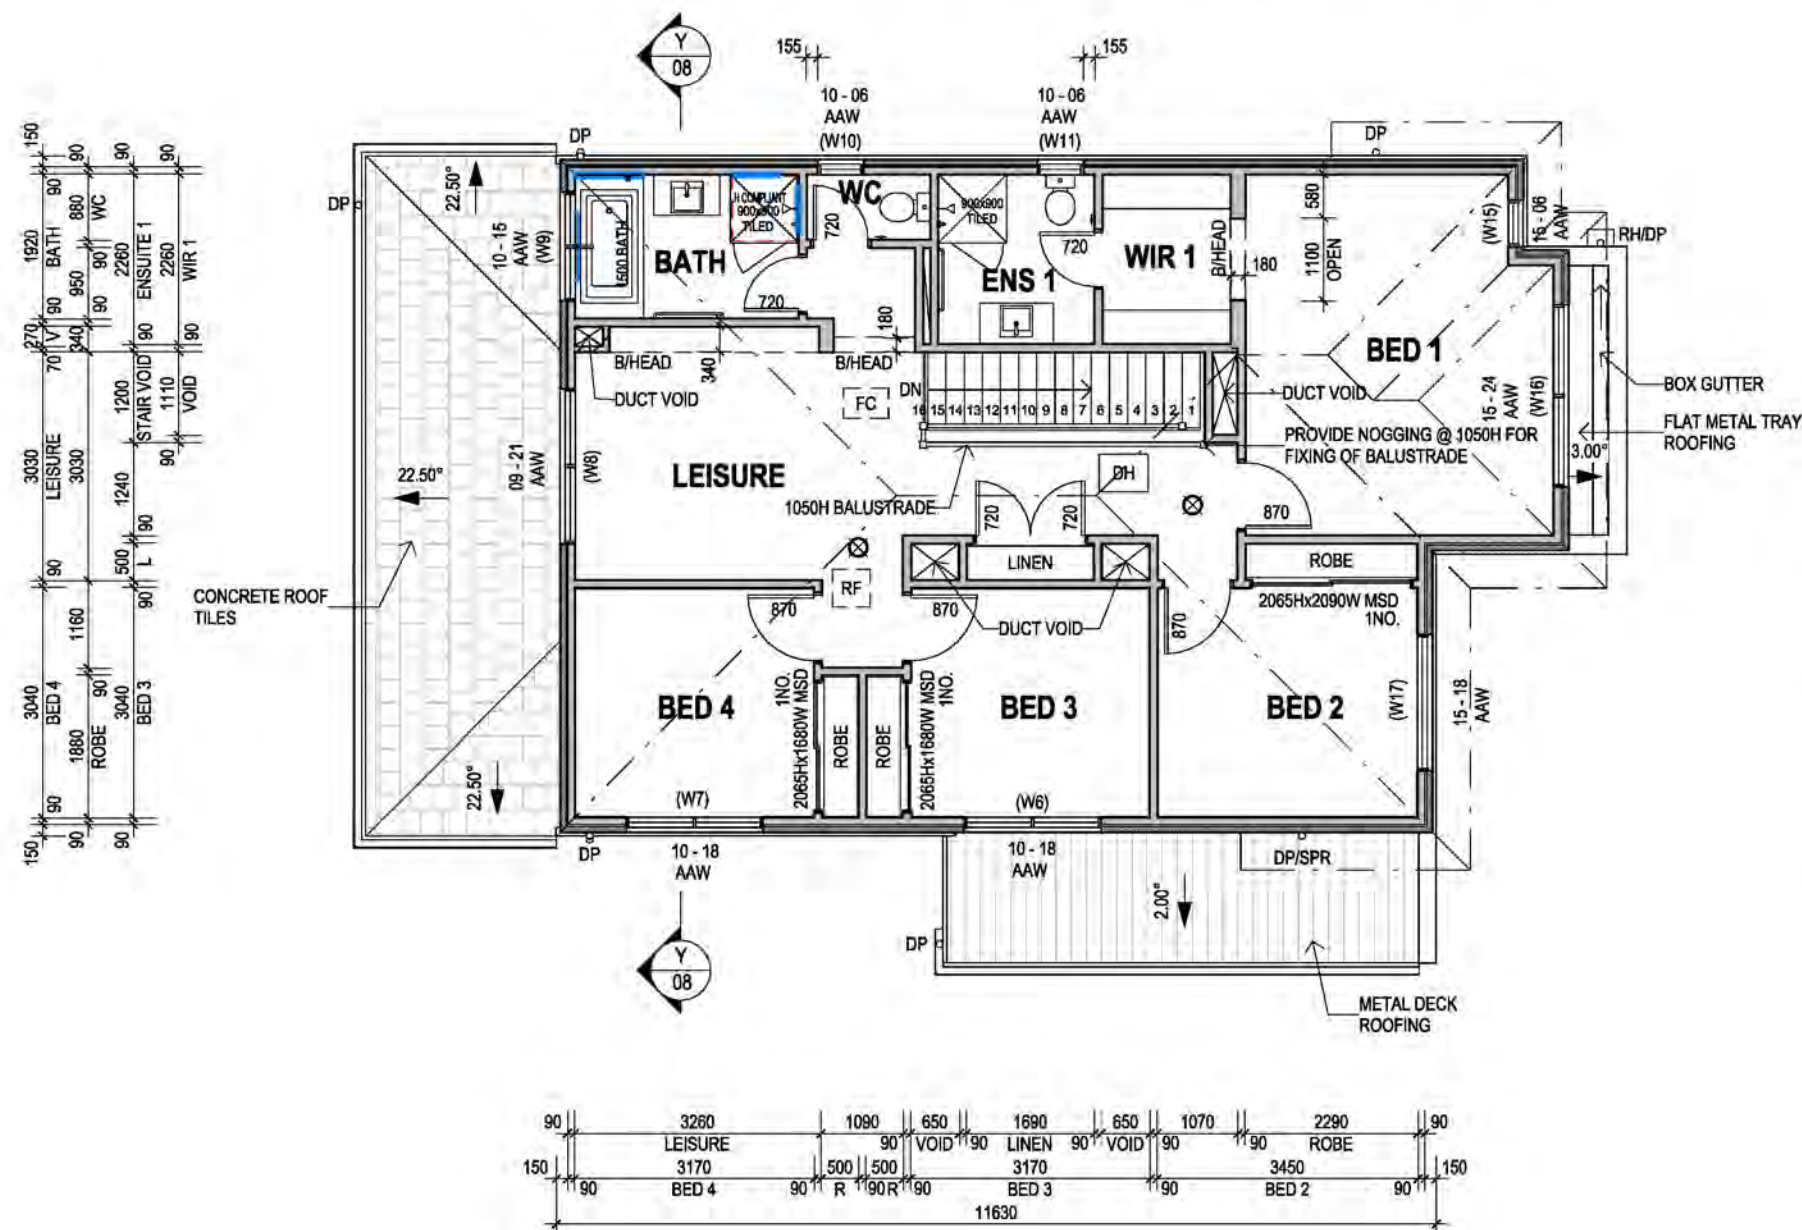 Y
08
155
155
10 - 06
AAW
(W10)
10 - 06
AAW
(W11)
DP
DP
DP
22.50°
10 - 15
AAW
(W9)
1600 BATH
900x900
TILED
BATH
720
WC
720
900x900
TILED
ENS 1
720
WIR 1
B/HEAD
180
580
1100
OPEN
(W15)
15 - 06
AAW
RH/DP
B/HEAD
340
B/HEAD
180
DUCT VOID
FC
DN
16 15 14 13 12 11 10 9 8 7 6 5 4 3 2 1
DUCT VOID
BED 1
15 - 24
AAW
(W16)
BOX GUTTER
FLAT METAL TRAY
ROOFING
3.00°
PROVIDE NOGGING @ 1050H FOR
FIXING OF BALUSTRADE
22.50°
09 - 21
AAW
(W8)
LEISURE
1050H BALUSTRADE
DH
720
720
870
LINEN
ROBE
CONCRETE ROOF
TILES
RF
870
870
DUCT VOID
870
2065Hx2090W MSD
1NO.
BED 4
2065Hx1680W MSD
1NO.
ROBE
ROBE
2065Hx1680W MSD
1NO.
BED 3
BED 2
(W17)
15 - 18
AAW
22.50°
(W7)
(W6)
DP
10 - 18
AAW
10 - 18
AAW
DP/SPR
2.00°
DP
Y
08
METAL DECK
ROOFING
150
90
1920
BATH
90
270
V
70
3030
LEISURE
90
3040
BED 4
90
150
90
880
WC
90
950
90
340
3030
1160
90
1880
ROBE
90
90
2260
ENSUITE 1
90
1200
STAIR VOID
1240
90
500
L
90
3040
BED 3
90
90
2260
WIR 1
90
1110
VOID
90
90
3260
1090
650
1690
650
1070
2290
90
LEISURE
90
VOID
90
LINEN
90
VOID
90
90
ROBE
150
3170
500
500
3170
3450
150
90
BED 4
90
R
90
R
90
BED 3
90
BED 2
90
11630